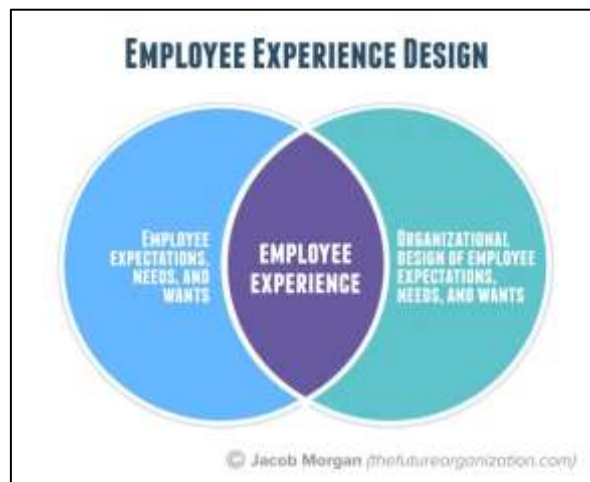 EMPLOYEE EXPERIENCE DESIGN
EMPLOYEE
EXPECTATIONS,
NEEDS, AND
WANTS
EMPLOYEE
EXPERIENCE
ORGANIZATIONAL
DESIGN OF EMPLOYEE
EXPECTATIONS,
NEEDS, AND WANTS
© Jacob Morgan (thefutureorganization.com)